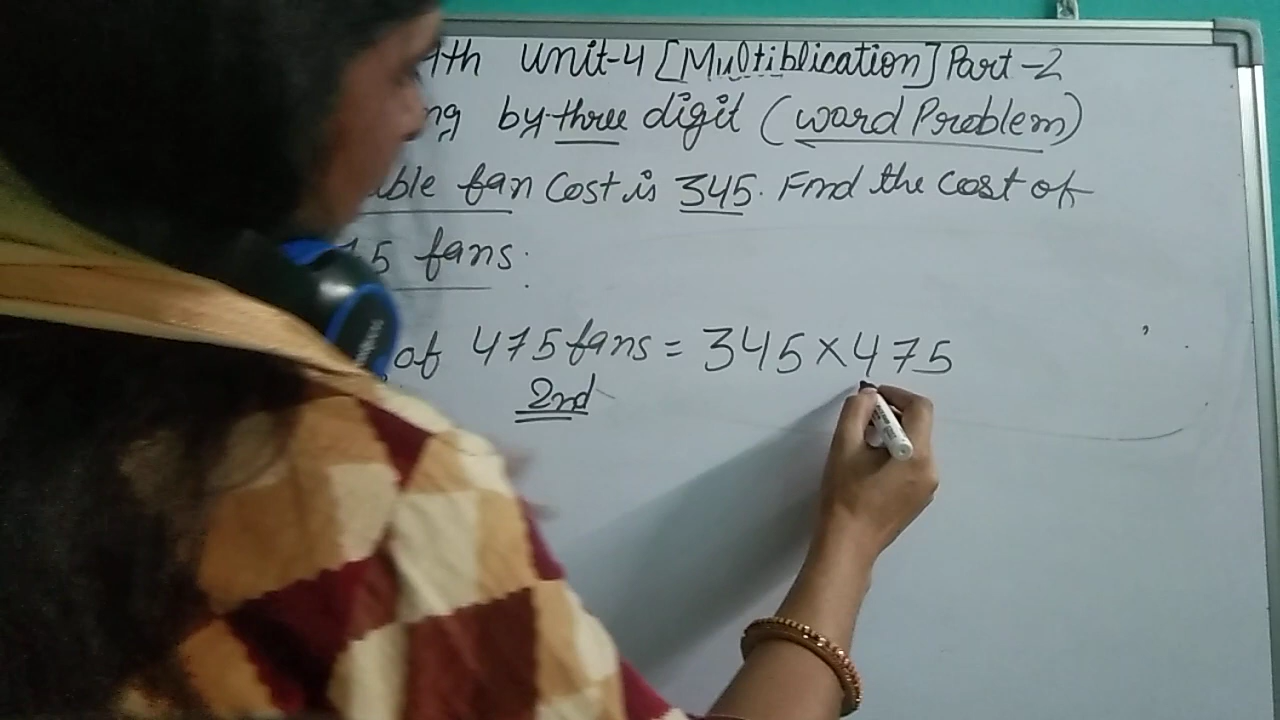 4th Unit-4 [Multiblication] Part-2
ng by three digit (word Problem)
ble fan Cost is 345. Find the cost of
5 fans.
of 475 fans = 345×475
2nd